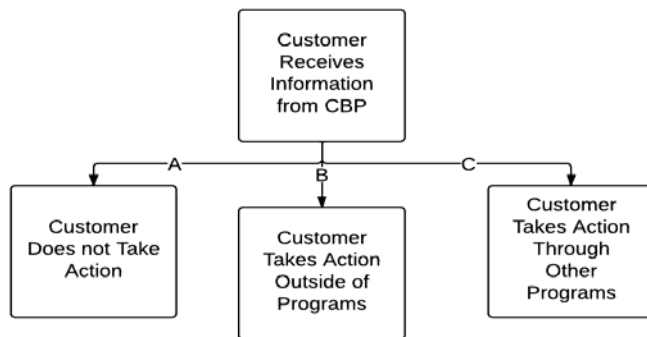 Customer
Receives
Information
from CBP
A
B
C
Customer
Does not Take
Action
Customer
Takes Action
Outside of
Programs
Customer
Takes Action
Through
Other
Programs